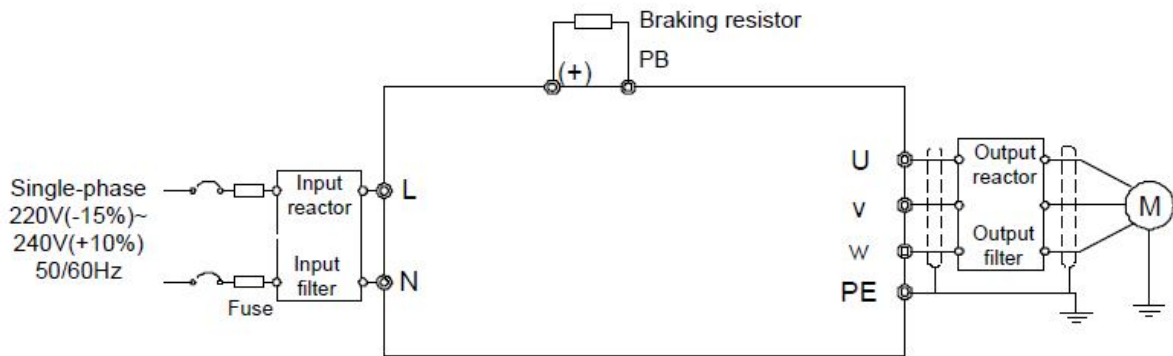 Braking resistor
(+)
PB
Single-phase
220V(-15%)~
240V(+10%)
50/60Hz
Fuse
Input
reactor
Input
filter
L
N
U
v
w
PE
Output
reactor
Output
filter
M